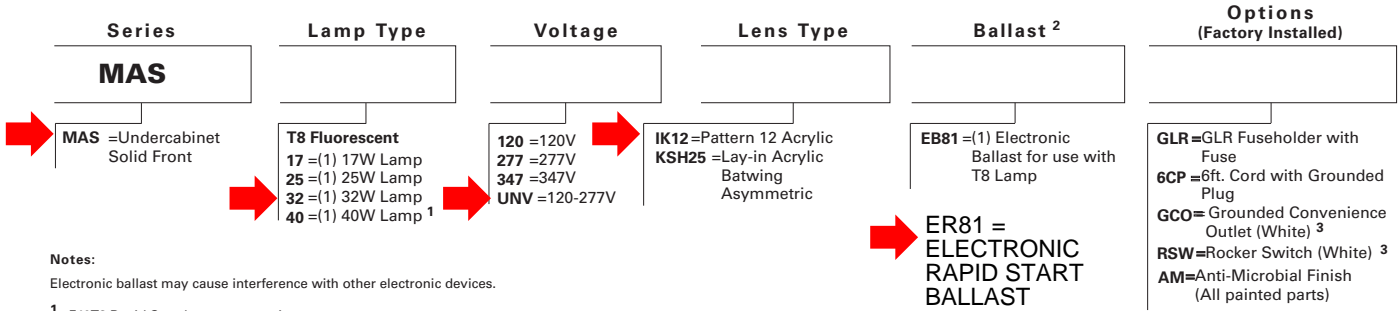 Series
Lamp Type
Voltage
Lens Type
Ballast 2
Options
(Factory Installed)
MAS
MAS =Undercabinet
Solid Front
T8 Fluorescent
17 =(1) 17W Lamp
25 =(1) 25W Lamp
32 =(1) 32W Lamp
40 =(1) 40W Lamp 1
120 =120V
277 =277V
347 =347V
UNV =120-277V
IK12 =Pattern 12 Acrylic
KSH25 =Lay-in Acrylic
Batwing
Asymmetric
EB81 =(1) Electronic
Ballast for use with
T8 Lamp
ER81 =
ELECTRONIC
RAPID START
BALLAST
GLR =GLR Fuseholder with
Fuse
6CP =6ft. Cord with Grounded
Plug
GCO = Grounded Convenience
Outlet (White) 3
RSW =Rocker Switch (White) 3
AM=Anti-Microbial Finish
(All painted parts)
Notes:
Electronic ballast may cause interference with other electronic devices.
1